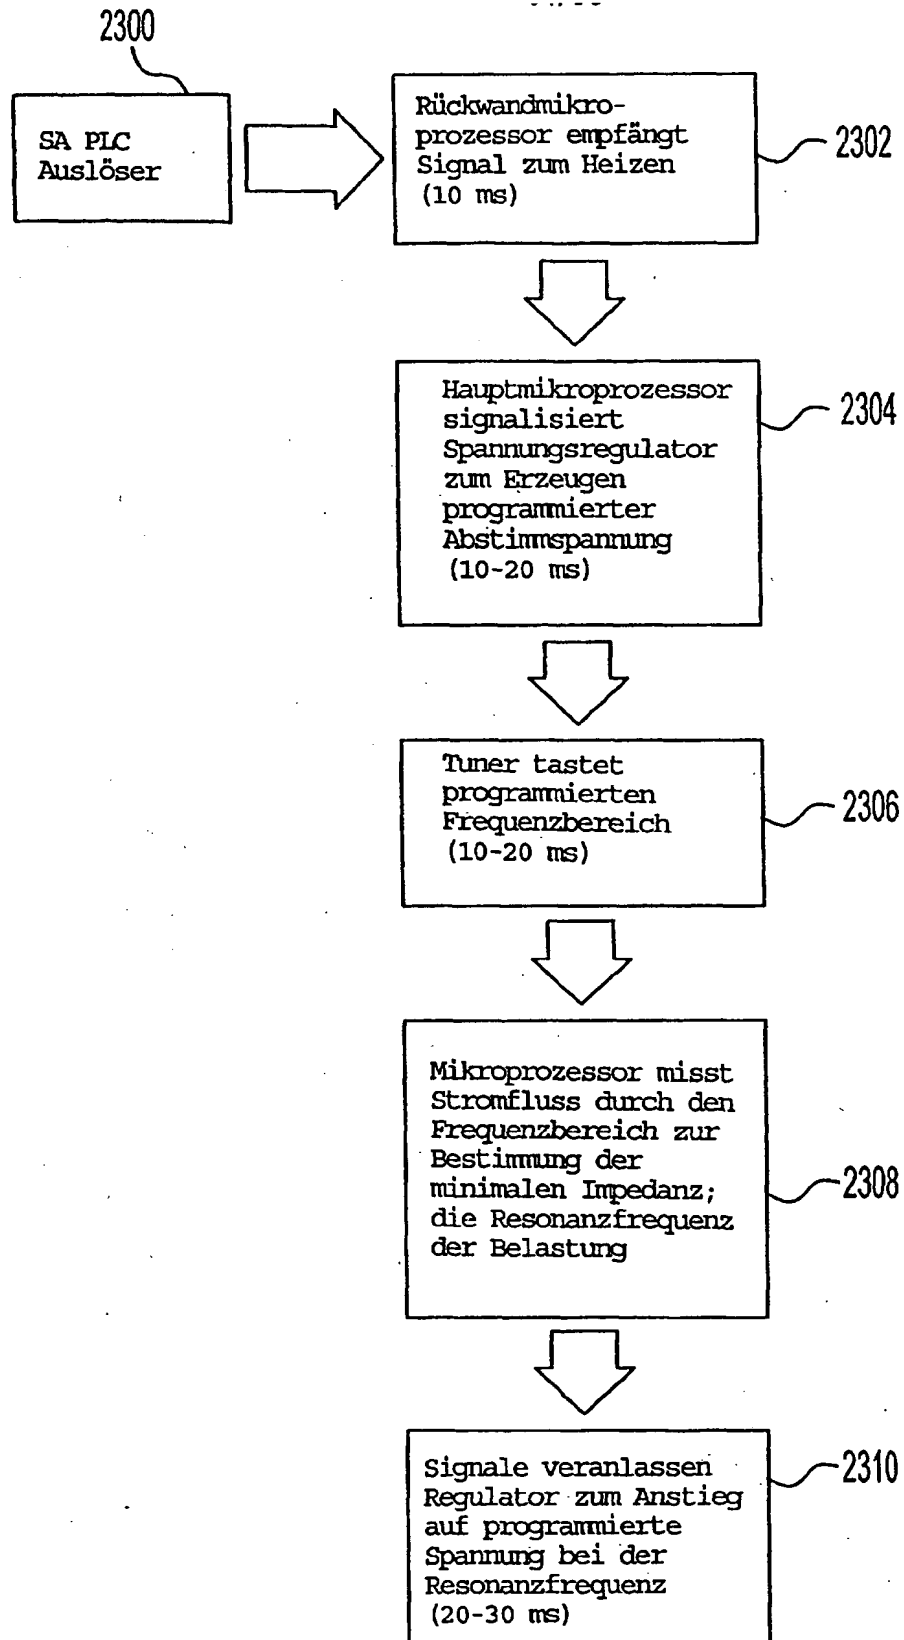 2300
SA PLC
Auslöser
Rückwandmikro-
prozessor empfängt
Signal zum Heizen
(10 ms)
2302
Hauptmikroprozessor
signalisiert
Spannungsregulator
zum Erzeugen
programmierter
Abstimmspannung
(10-20 ms)
2304
Tuner tastet
programmierten
Frequenzbereich
(10-20 ms)
2306
Mikroprozessor misst
Stromfluss durch den
Frequenzbereich zur
Bestimmung der
minimalen Impedanz;
die Resonanzfrequenz
der Belastung
2308
Signale veranlassen
Regulator zum Anstieg
auf programmierte
Spannung bei der
Resonanzfrequenz
(20-30 ms)
2310